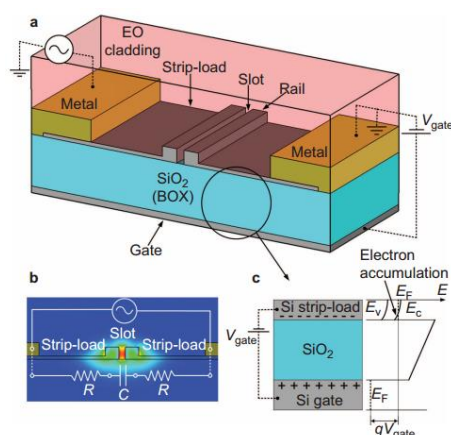 a
EO
cladding
Strip-load
Slot
Rail
Metal
Metal
V gate
SiO2
(BOX)
Gate
b
Slot
Strip-load
Strip-load
R
C
R
c
Electron
accumulation
EF
E
Si strip-load
Ev
Ec
Vgate
SiO2
+ + + + + + +
Si gate
EF
qVgate